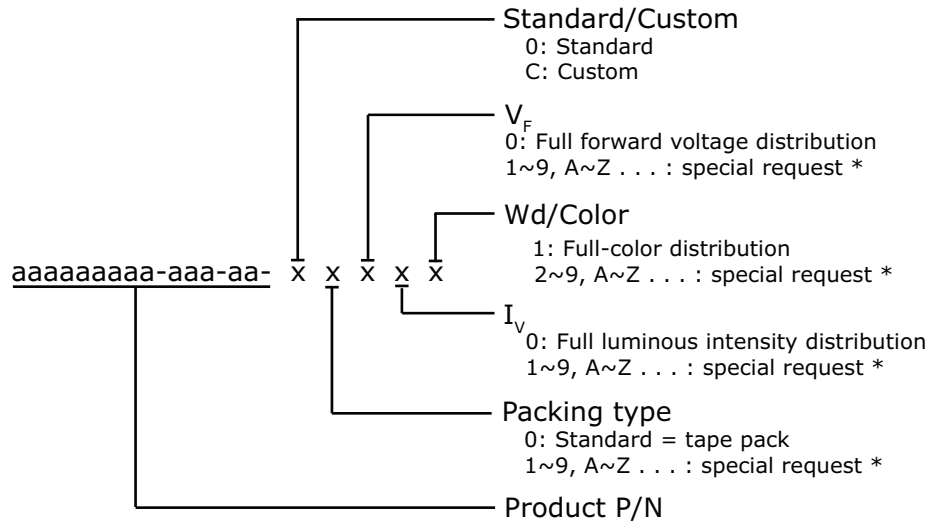 Standard/Custom
0: Standard
C: Custom
VF
0: Full forward voltage distribution
1~9, A~Z . . . : special request *
Wd/Color
1: Full-color distribution
2~9, A~Z . . . : special request *
aaaaaaaaa-aaa-aa- x x x x x
IV
0: Full luminous intensity distribution
1~9, A~Z . . . : special request *
Packing type
0: Standard = tape pack
1~9, A~Z . . . : special request *
Product P/N